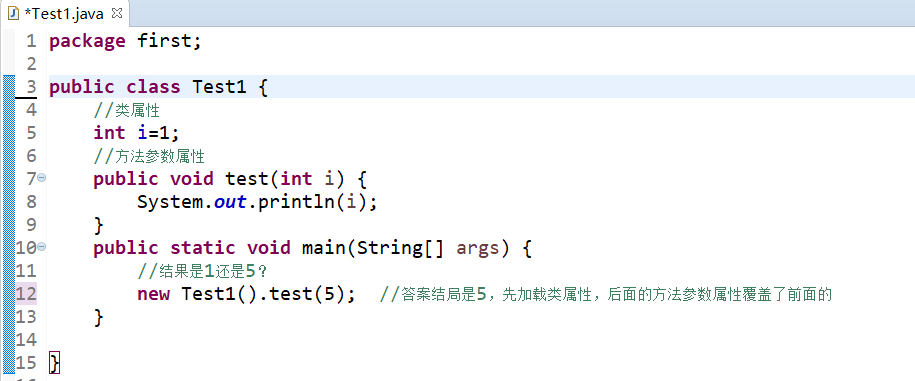 *Test1.java
1 package first;
2
3 public class Test1 {
4 //类属性
5 int i=1;
6 //方法参数属性
7 public void test(int i) {
8 System.out.println(i);
9 }
10 public static void main(String[] args) {
11 //结果是1还是5？
12 new Test1().test(5); //答案结局是5，先加载类属性，后面的方法参数属性覆盖了前面的
13 }
14
15 }